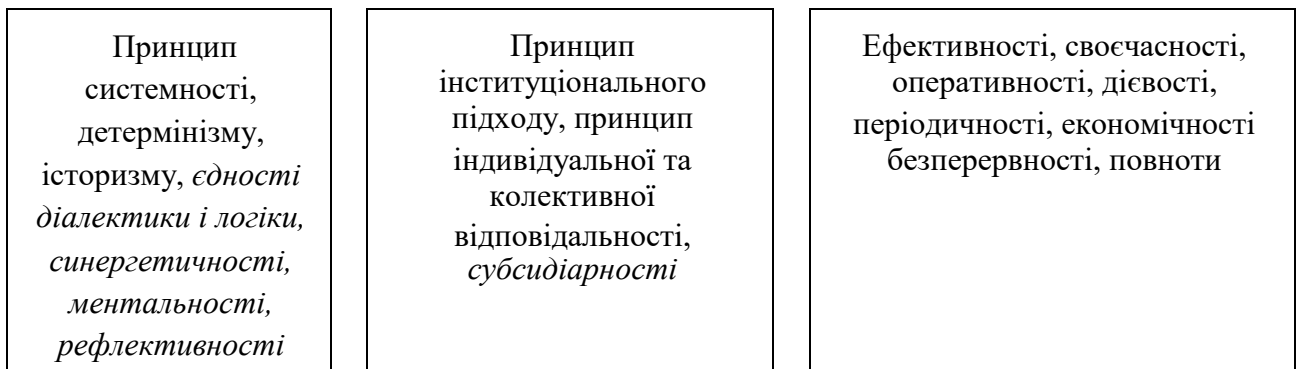 Принцип
системності,
детермінізму,
історизму, єдності
діалектики і логіки,
синергетичності,
ментальності,
рефлективності
Принцип
інституціонального
підходу, принцип
індивідуальної та
колективної
відповідальності,
субсидіарності
Ефективності, своєчасності,
оперативності, дієвості,
періодичності, економічності
безперервності, повноти